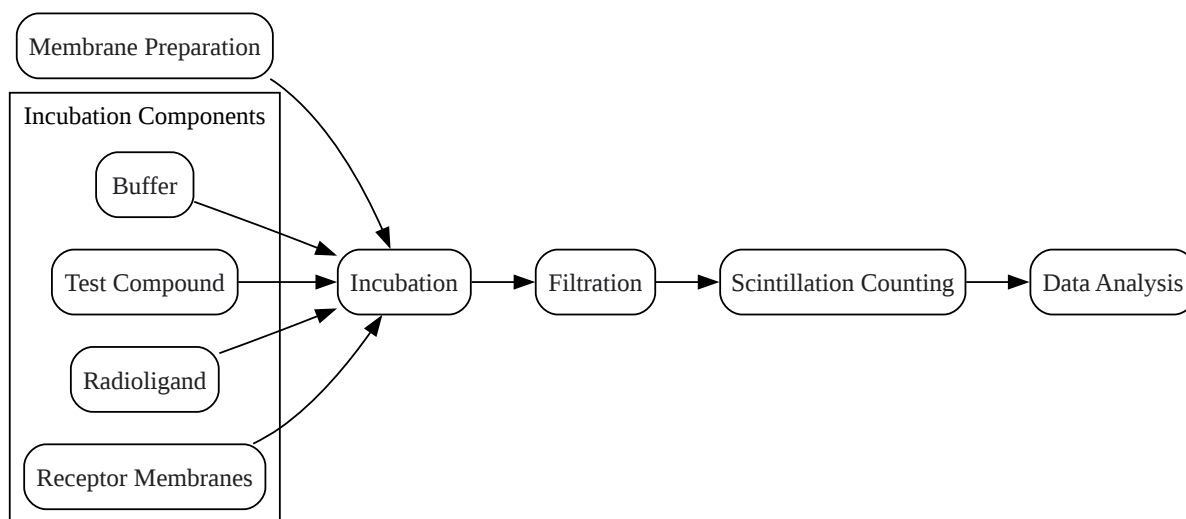 Membrane Preparation
Incubation Components
Buffer
Test Compound
Radioligand
Receptor Membranes
Incubation
Filtration
Scintillation Counting
Data Analysis